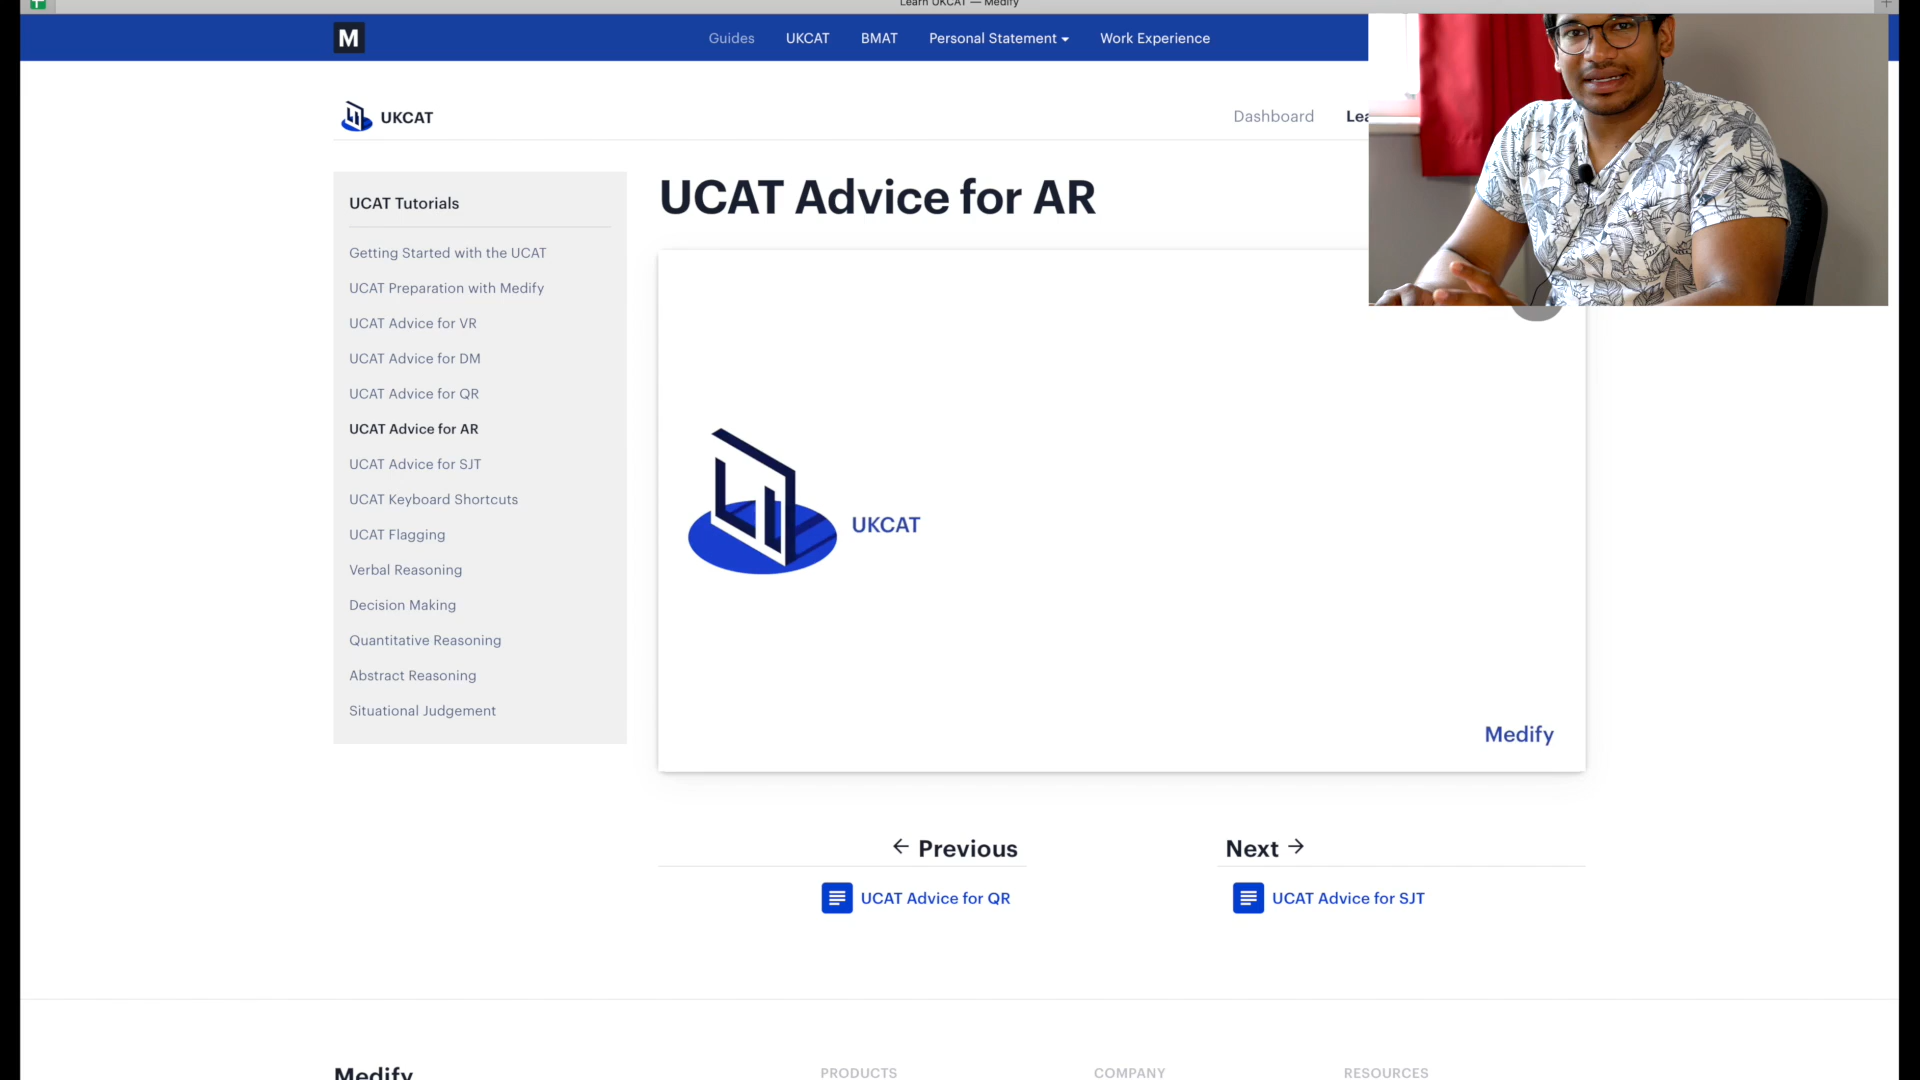 Learn UKCAT — Medify
M
Guides
UKCAT
BMAT
Personal Statement
Work Experience
UKCAT
Dashboard
UCAT Tutorials
Getting Started with the UCAT
UCAT Preparation with Medify
UCAT Advice for VR
UCAT Advice for DM
UCAT Advice for QR
UCAT Advice for AR
UCAT Advice for SJT
UCAT Keyboard Shortcuts
UCAT Flagging
Verbal Reasoning
Decision Making
Quantitative Reasoning
Abstract Reasoning
Situational Judgement
UCAT Advice for AR
UKCAT
Medify
← Previous
UCAT Advice for QR
Next →
UCAT Advice for SJT
Medify
PRODUCTS
COMPANY
RESOURCES